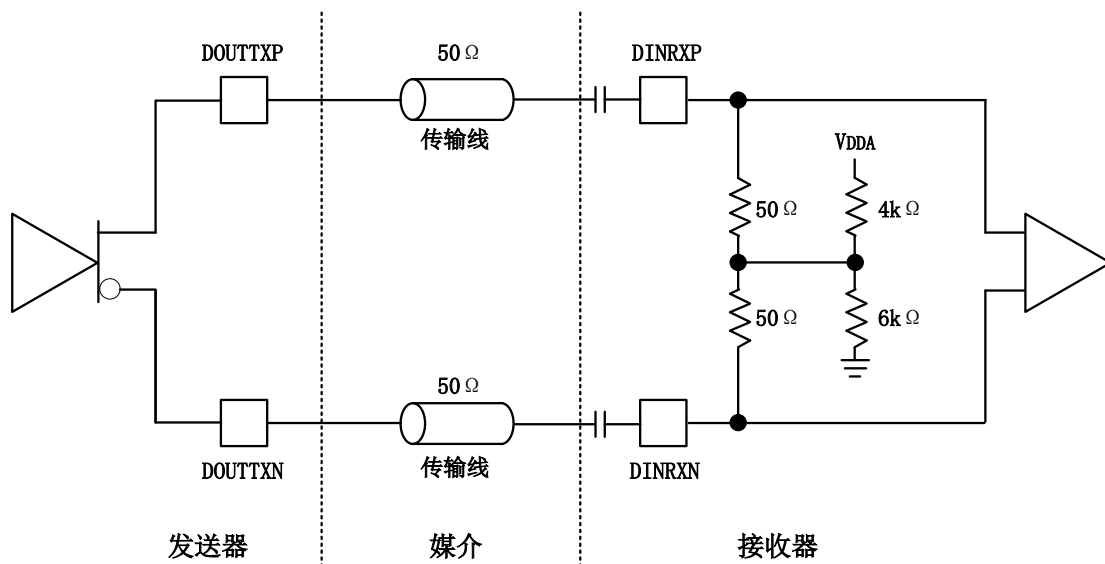 DOUTTXP
50Ω
DINRXP
传输线
VDDA
50Ω
4kΩ
50Ω
6kΩ
50Ω
DOUTTXN
传输线
DINRXN
发送器
媒介
接收器